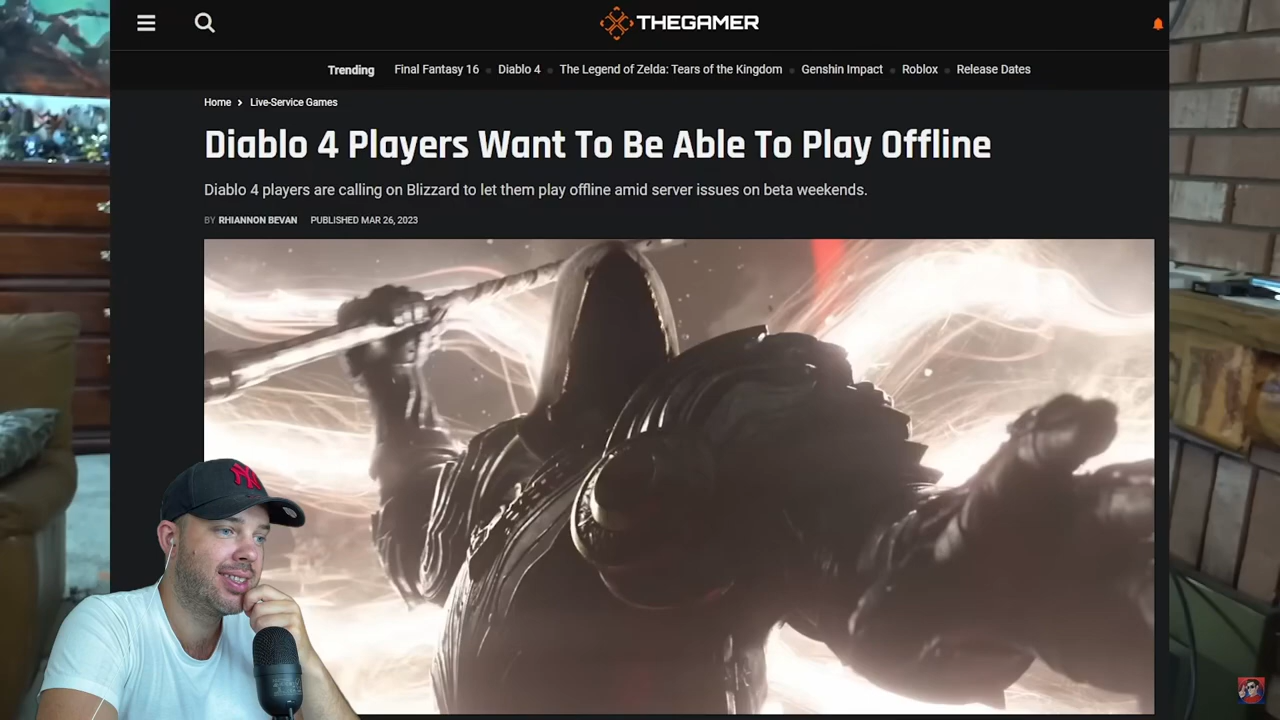 THEGAMER
Trending Final Fantasy 16 Diablo 4 The Legend of Zelda: Tears of the Kingdom Genshin Impact Roblox Release Dates
Home > Live-Service Games
Diablo 4 Players Want To Be Able To Play Offline
Diablo 4 players are calling on Blizzard to let them play offline amid server issues on beta weekends.
BY RHIANNON BEVAN PUBLISHED MAR 26, 2023
NY